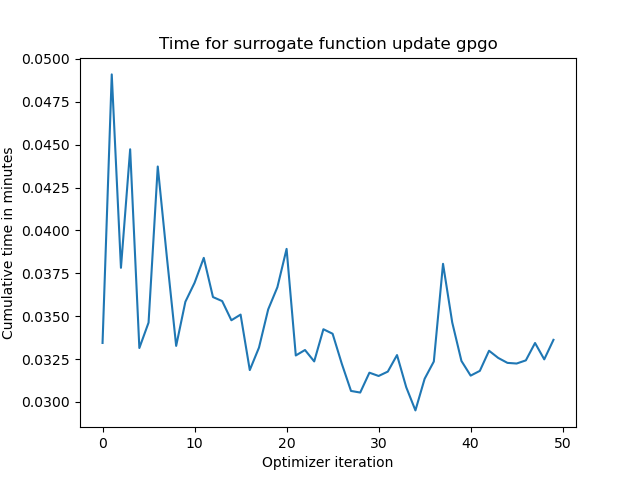 Time for surrogate function update gpgo
0.0500
0.0475
0.0450
0.0425
0.0400
0.0375
0.0350
0.0325
0.0300
Cumulative time in minutes
0 10 20 30 40 50
Optimizer iteration